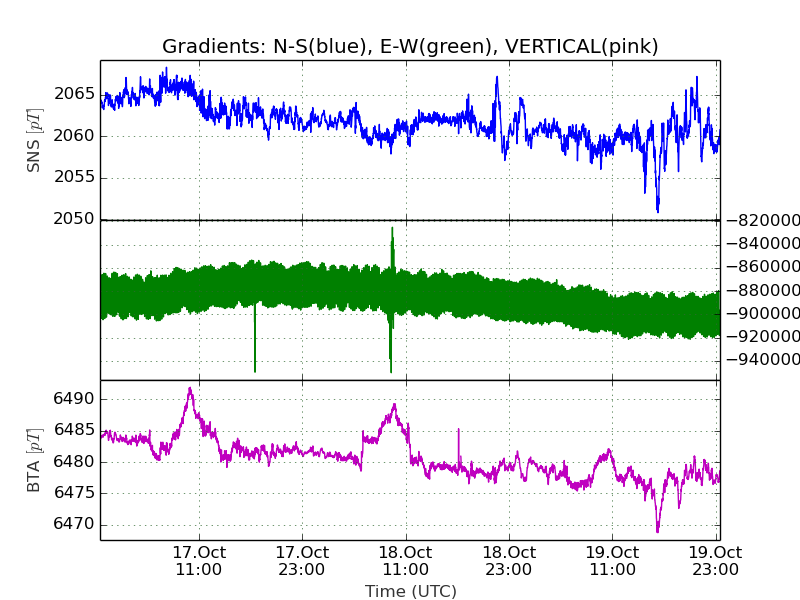 Gradients: N-S(blue), E-W(green), VERTICAL(pink)
SNS [pT]
2065
2060
2055
2050
−820000
−840000
−860000
−880000
−900000
−920000
−940000
BTA [pT]
6490
6485
6480
6475
6470
17.Oct 17.Oct 18.Oct 18.Oct 19.Oct 19.Oct
11:00 23:00 11:00 23:00 11:00 23:00
Time (UTC)